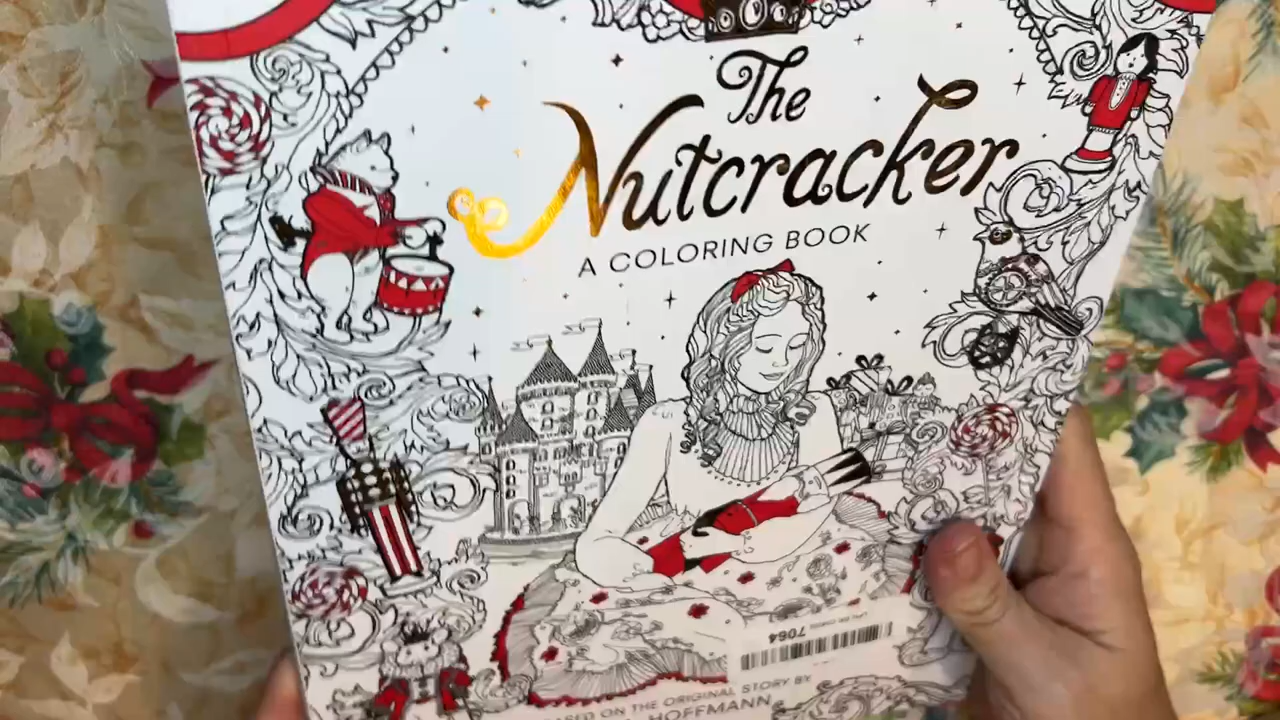 The
Nutcracker
A COLORING BOOK
7064
BASED ON THE ORIGINAL STORY BY
HOFFMANN